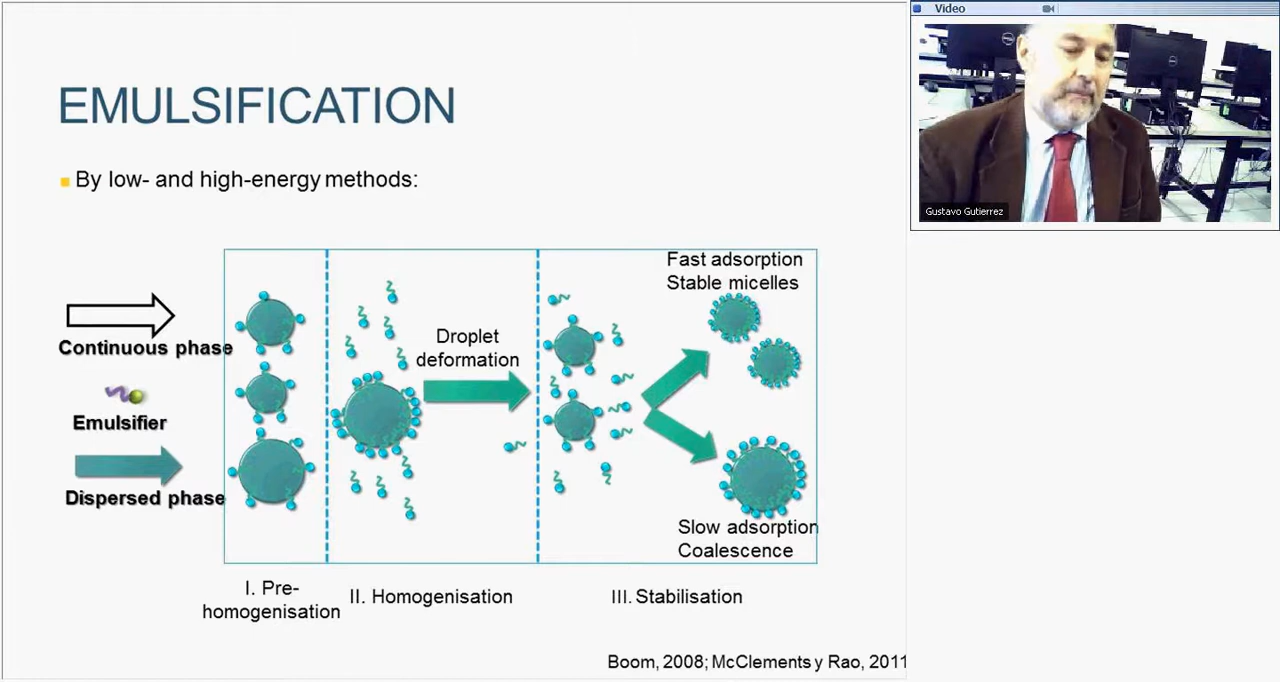 EMULSIFICATION
By low- and high-energy methods:
Continuous phase
Emulsifier
Dispersed phase
Droplet
deformation
Fast adsorption
Stable micelles
Slow adsorption
Coalescence
I. Pre-
homogenisation
II. Homogenisation
III. Stabilisation
Boom, 2008; McClements y Rao, 2011
Video
Gustavo Gutierrez